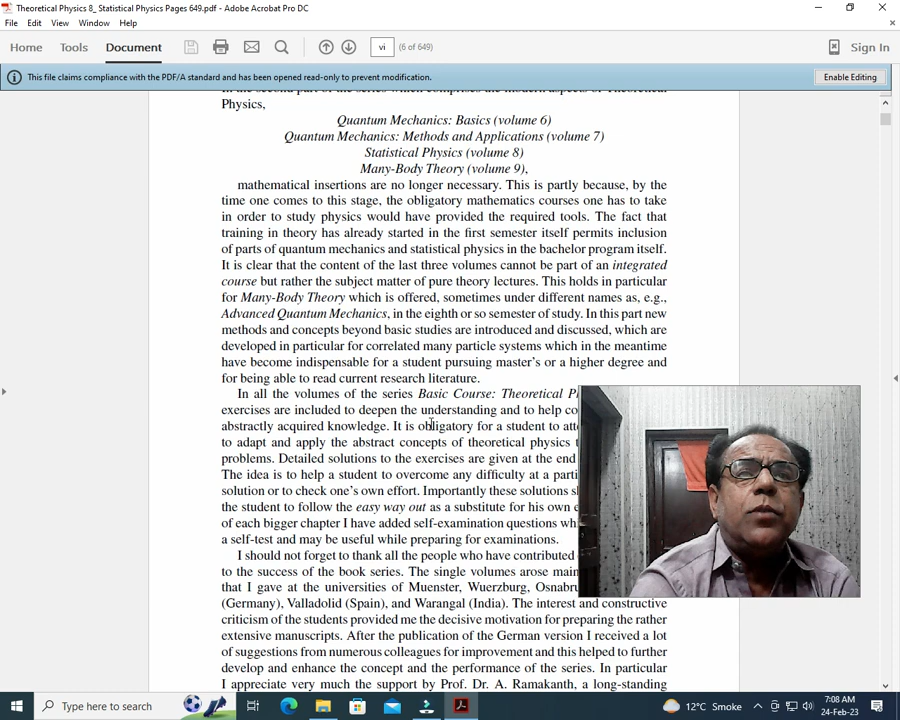 Theoretical Physics 8_ Statistical Physics Pages 649.pdf - Adobe Acrobat Pro DC
File Edit View Window Help
Home Tools Document vi (6 of 649) Sign In
This file claims compliance with the PDF/A standard and has been opened read-only to prevent modification. Enable Editing
In the second part of the series which comprises the modern aspects of Theoretical
Physics,
Quantum Mechanics: Basics (volume 6)
Quantum Mechanics: Methods and Applications (volume 7)
Statistical Physics (volume 8)
Many-Body Theory (volume 9),
mathematical insertions are no longer necessary. This is partly because, by the
time one comes to this stage, the obligatory mathematics courses one has to take
in order to study physics would have provided the required tools. The fact that
training in theory has already started in the first semester itself permits inclusion
of parts of quantum mechanics and statistical physics in the bachelor program itself.
It is clear that the content of the last three volumes cannot be part of an integrated
course but rather the subject matter of pure theory lectures. This holds in particular
for Many-Body Theory which is offered, sometimes under different names as, e.g.,
Advanced Quantum Mechanics, in the eighth or so semester of study. In this part new
methods and concepts beyond basic studies are introduced and discussed, which are
developed in particular for correlated many particle systems which in the meantime
have become indispensable for a student pursuing master's or a higher degree and
for being able to read current research literature.
In all the volumes of the series Basic Course: Theoretical
exercises are included to deepen the understanding and to help
abstractly acquired knowledge. It is obligatory for a student to
to adapt and apply the abstract concepts of theoretical physics
problems. Detailed solutions to the exercises are given at the end
The idea is to help a student to overcome any difficulty at a
solution or to check one's own effort. Importantly these solutions
the student to follow the easy way out as a substitute for his own
of each bigger chapter I have added self-examination questions
a self-test and may be useful while preparing for examinations.
I should not forget to thank all the people who have contributed
to the success of the book series. The single volumes arose
that I gave at the universities of Muenster, Wuerzburg,
(Germany), Valladolid (Spain), and Warangal (India). The interest and constructive
criticism of the students provided me the decisive motivation for preparing the rather
extensive manuscripts. After the publication of the German version I received a lot
of suggestions from numerous colleagues for improvement and this helped to further
develop and enhance the concept and the performance of the series. In particular
I appreciate very much the support by Prof. Dr. A. Ramakanth, a long-standing
Type here to search 12°C Smoke 7:08 AM
24-Feb-23